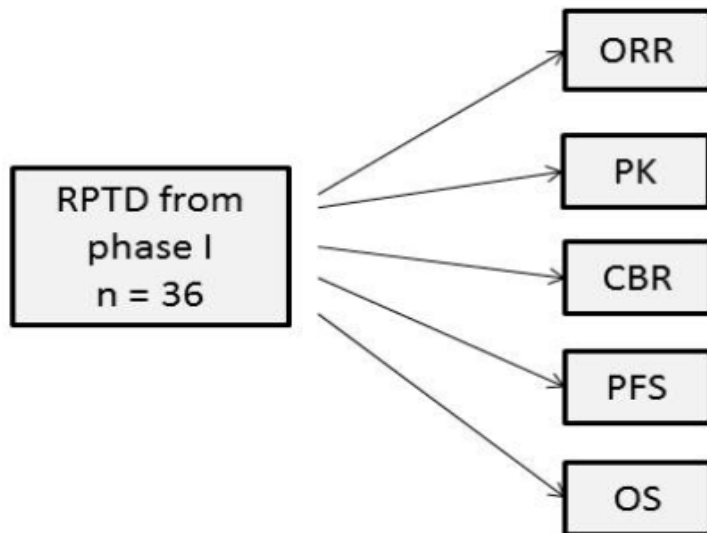 RPTD from
phase I
n = 36
ORR
PK
CBR
PFS
OS